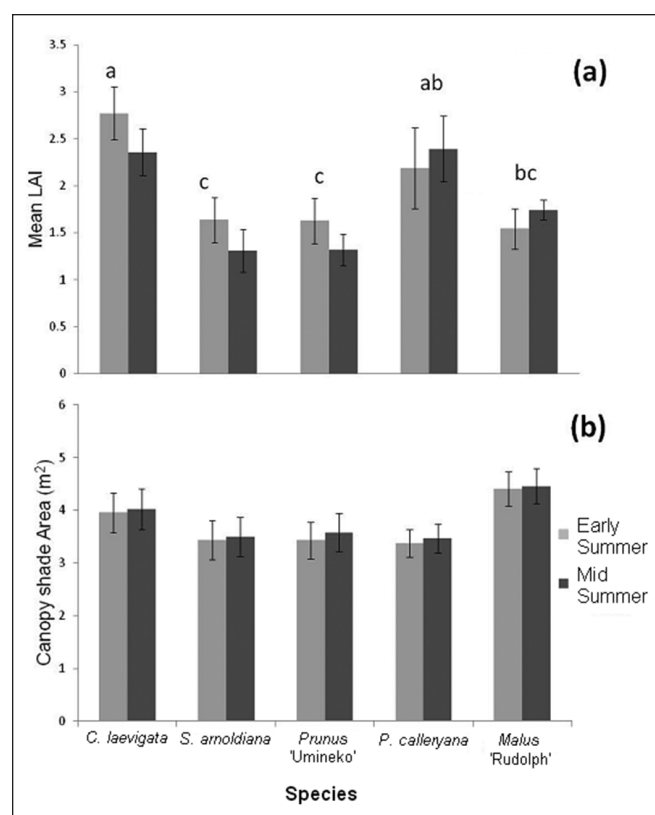 3.5
3
2.5
2
1.5
1
0.5
0
Mean LAI
(a)
a
c
c
ab
bc
6
5
4
3
2
1
0
Canopy shade Area (m²)
(b)
Early
Summer
Mid
Summer
C. laevigata
S. arnoldiana
Prunus
'Umineko'
P. calleryana
Malus
'Rudolph'
Species